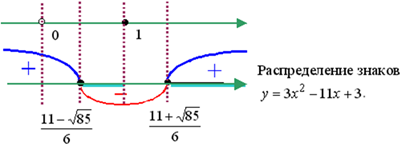 0 1
+ − +
11−√85/6 11+√85/6
Распределение знаков
y = 3x² − 11x + 3.